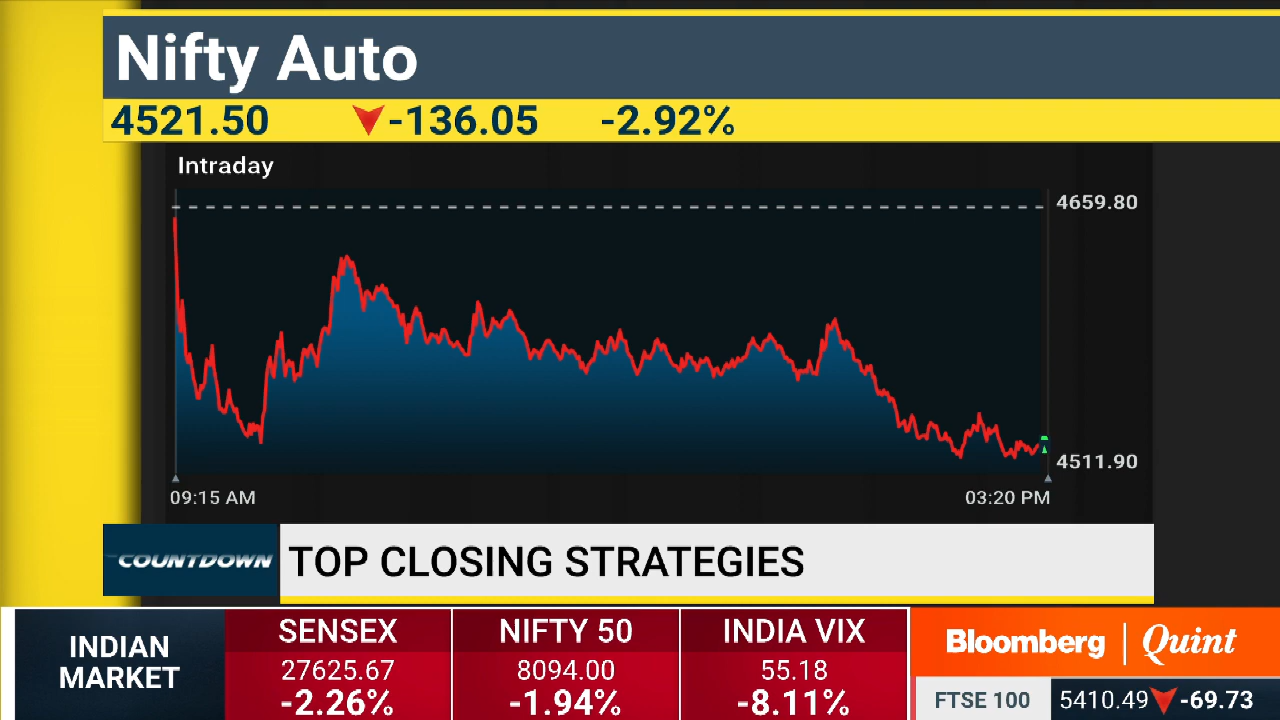 Nifty Auto
4521.50 -136.05 -2.92%
Intraday
4659.80
4511.90
09:15 AM 03:20 PM
COUNTDOWN TOP CLOSING STRATEGIES
INDIAN MARKET
SENSEX
27625.67
-2.26%
NIFTY 50
8094.00
-1.94%
INDIA VIX
55.18
-8.11%
Bloomberg | Quint
FTSE 100 5410.49 -69.73